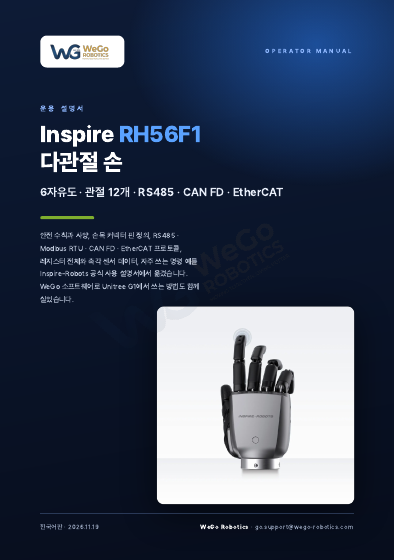 WG WeGo
ROBOTICS
OPERATOR MANUAL
운용 설명서
Inspire RH56F1
다관절 손
6자유도 · 관절 12개 · RS485 · CAN FD · EtherCAT
안전 수칙과 사양, 손목 커넥터 핀 정의, RS485 ·
Modbus RTU · CAN FD · EtherCAT 프로토콜,
레지스터 전체와 촉각 센서 데이터, 자주 쓰는 명령 예를
Inspire-Robots 공식 사용 설명서에서 옮겼습니다.
WeGo 소프트웨어로 Unitree G1에서 쓰는 방법도 함께
실었습니다.
WeGo
ROBOTICS
INSPIRE-ROBOTS
한국어판 · 2026.11.19
WeGo Robotics · go.support@wego-robotics.com